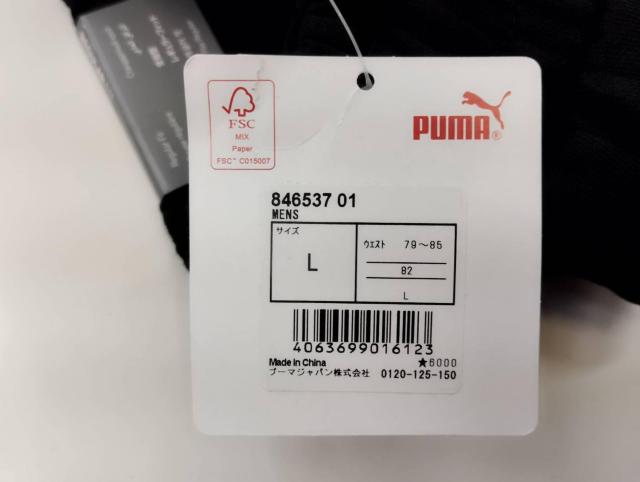 FSC
MIX
Paper
FSC™ C015007
PUMA®
846537 01
MENS
サイズ
L
ウエスト 79～85
82
L
4063699016123
Made in China
★6000
プーマジャパン株式会社 0120-125-150
Regular Fit